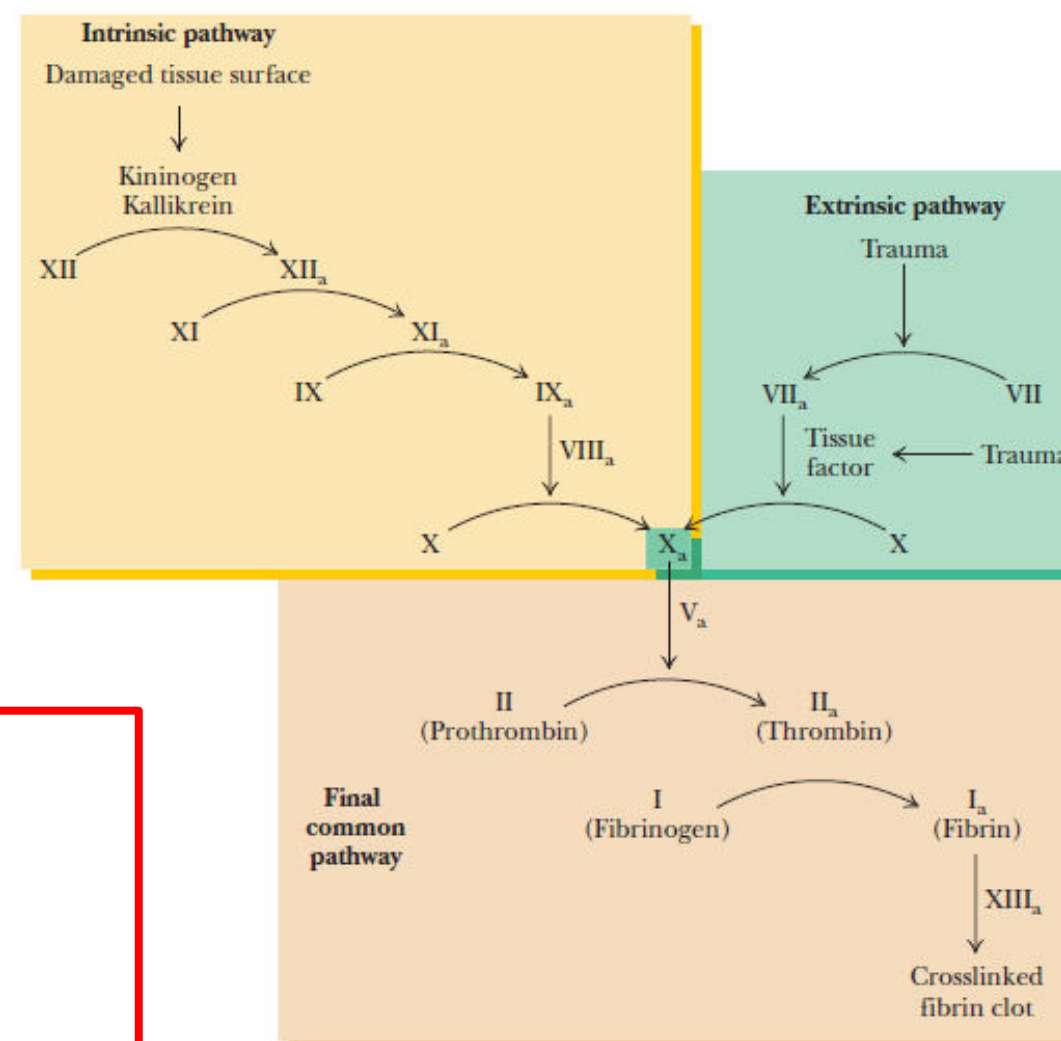 Intrinsic pathway
Damaged tissue surface
Kininogen
Kallikrein
XII XIIₐ
XI XIₐ
IX IXₐ
VIIIₐ
X
Extrinsic pathway
Trauma
VIIₐ VII
Tissue
factor
Trauma
X
Xₐ
Vₐ
II IIₐ
(Prothrombin) (Thrombin)
Final
common
pathway
I Iₐ
(Fibrinogen) (Fibrin)
XIIIₐ
Crosslinked
fibrin clot